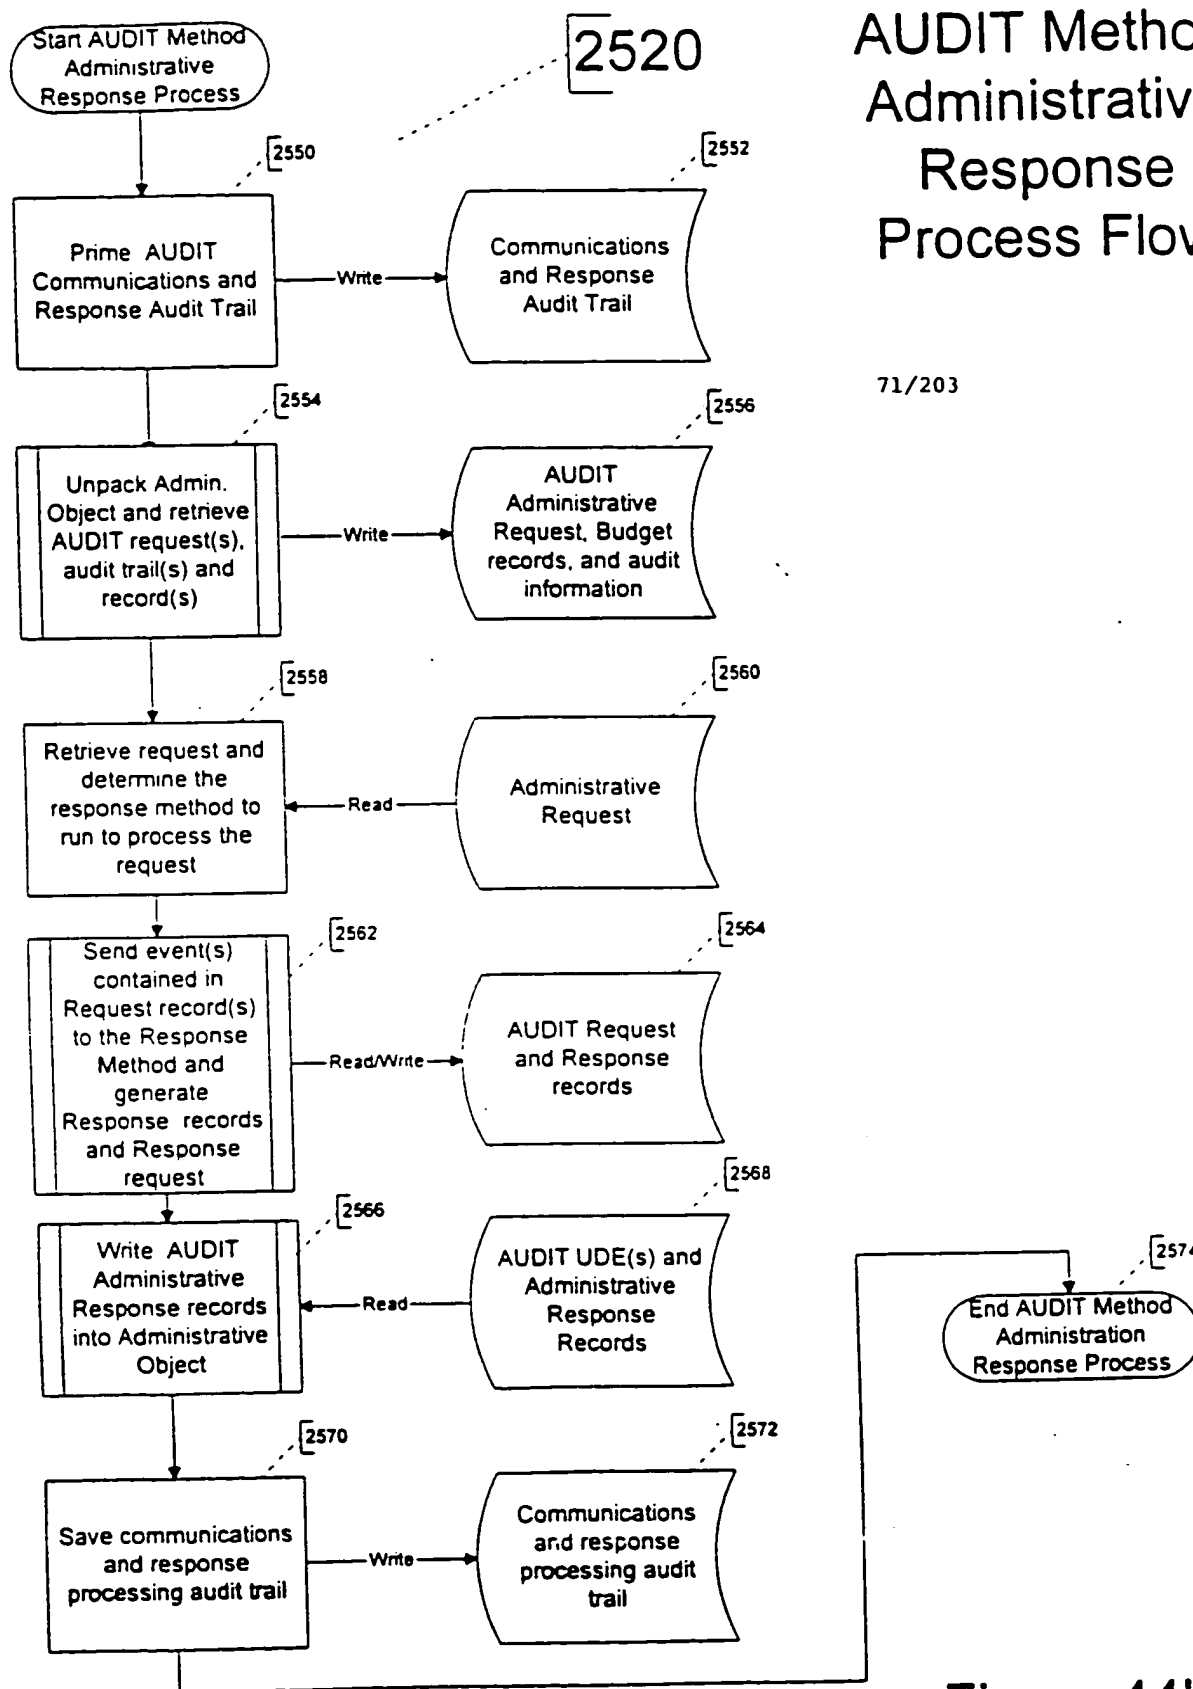 Start AUDIT Method
Administrative
Response Process
2520
AUDIT Metho
Administrativ
Response
Process Flow
71/203
2550
Prime AUDIT
Communications and
Response Audit Trail
Write
2552
Communications
and Response
Audit Trail
2554
Unpack Admin.
Object and retrieve
AUDIT request(s),
audit trail(s) and
record(s)
Write
2556
AUDIT
Administrative
Request, Budget
records, and audit
information
2558
Retrieve request and
determine the
response method to
run to process the
request
Read
2560
Administrative
Request
2562
Send event(s)
contained in
Request record(s)
to the Response
Method and
generate
Response records
and Response
request
Read/Write
2564
AUDIT Request
and Response
records
2566
Write AUDIT
Administrative
Response records
into Administrative
Object
Read
2568
AUDIT UDE(s) and
Administrative
Response
Records
2570
Save communications
and response
processing audit trail
Write
2572
Communications
and response
processing audit
trail
2574
End AUDIT Method
Administration
Response Process